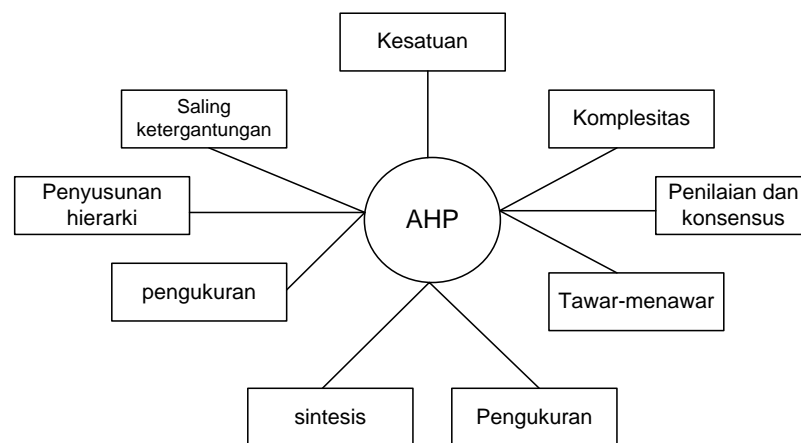 Kesatuan
Saling
ketergantungan
Komplesitas
Penyusunan
hierarki
AHP
Penilaian dan
konsensus
pengukuran
Tawar-menawar
sintesis
Pengukuran